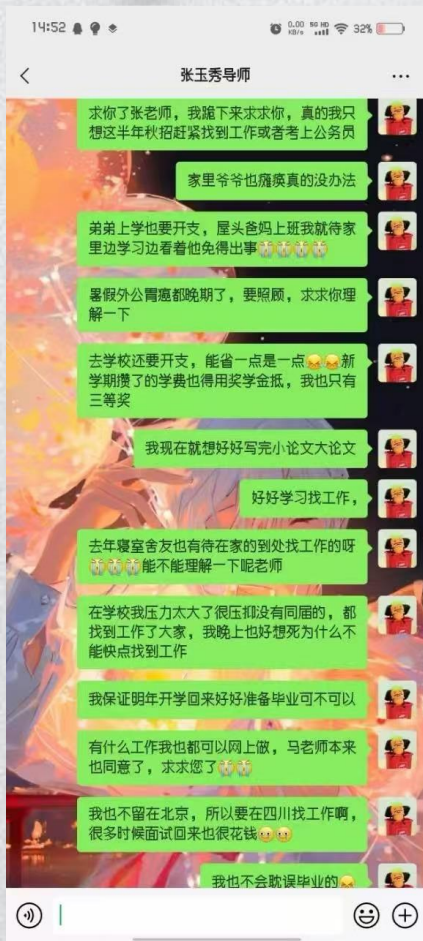 14:52
0.00 KB/s 5G HD 32%
张玉秀导师
求你了张老师，我跪下来求求你，真的我只
想这半年秋招赶紧找到工作或者考上公务员
家里爷爷也瘫痪真的没办法
弟弟上学也要开支，屋头爸妈上班我就待家
里边学习边看着他免得出事
暑假外公胃癌都晚期了，要照顾，求求你理
解一下
去学校还要开支，能省一点是一点新
学期攒了的学费也得用奖学金抵，我也只有
三等奖
我现在就想好好写完小论文大论文
好好学习找工作，
去年寝室舍友也有待在家的到处找工作的呀
能不能理解一下呢老师
在学校我压力太大了很压抑没有同届的，都
找到工作了大家，我晚上也好想死为什么不
能快点找到工作
我保证明年开学回来好好准备毕业可不可以
有什么工作我也都可以网上做，马老师本来
也同意了，求求您了
我也不留在北京，所以要在四川找工作啊，
很多时候面试回来也很花钱
我也不会耽误毕业的